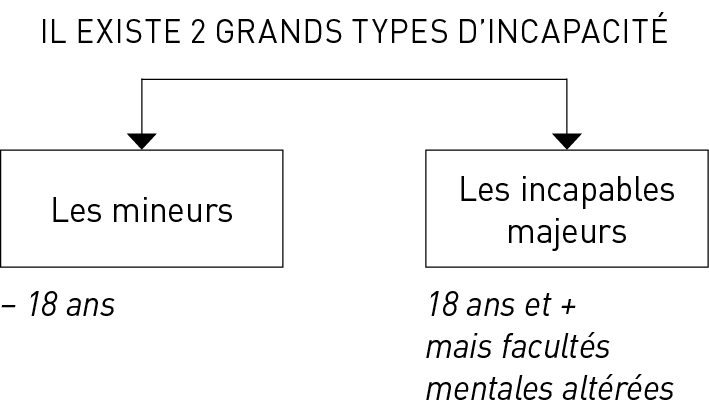 IL EXISTE 2 GRANDS TYPES D’INCAPACITÉ
Les mineurs
– 18 ans
Les incapables
majeurs
18 ans et +
mais facultés
mentales altérées